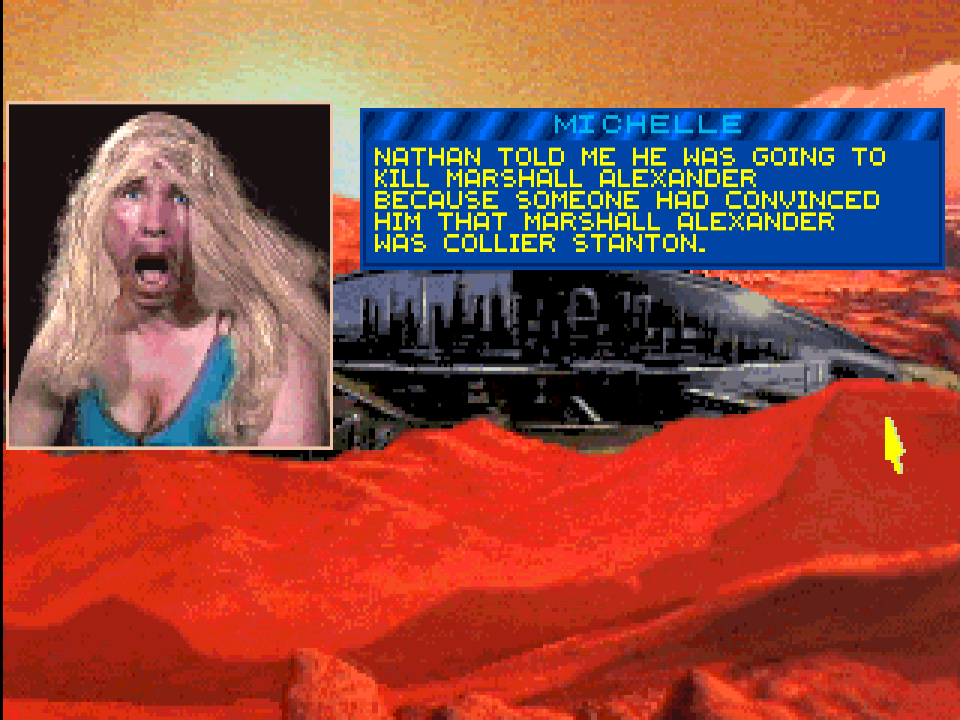 MICHELLE
NATHAN TOLD ME HE WAS GOING TO
KILL MARSHALL ALEXANDER
BECAUSE SOMEONE HAD CONVINCED
HIM THAT MARSHALL ALEXANDER
WAS COLLIER STANTON.